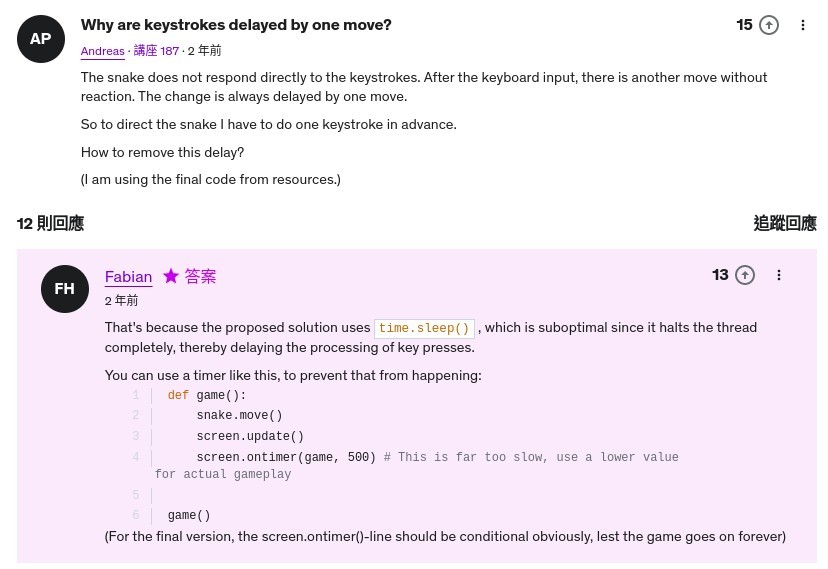 AP
Why are keystrokes delayed by one move?
15
Andreas · 講座 187 · 2 年前
The snake does not respond directly to the keystrokes. After the keyboard input, there is another move without
reaction. The change is always delayed by one move.
So to direct the snake I have to do one keystroke in advance.
How to remove this delay?
(I am using the final code from resources.)
12 則回應
追蹤回應
FH
Fabian ★ 答案
13
2 年前
That's because the proposed solution uses time.sleep() , which is suboptimal since it halts the thread
completely, thereby delaying the processing of key presses.
You can use a timer like this, to prevent that from happening:
1 def game():
2     snake.move()
3     screen.update()
4     screen.ontimer(game, 500) # This is far too slow, use a lower value
for actual gameplay
5
6 game()
(For the final version, the screen.ontimer()-line should be conditional obviously, lest the game goes on forever)